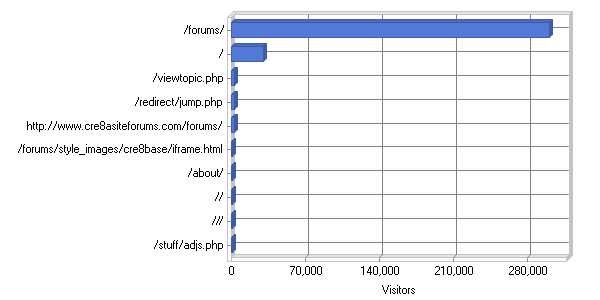 /forums/
/
/viewtopic.php
/redirect/jump.php
http://www.cre8asiteforums.com/forums/
/forums/style_images/cre8base/iframe.html
/about/
//
///
/stuff/adjs.php
0 70,000 140,000 210,000 280,000
Visitors